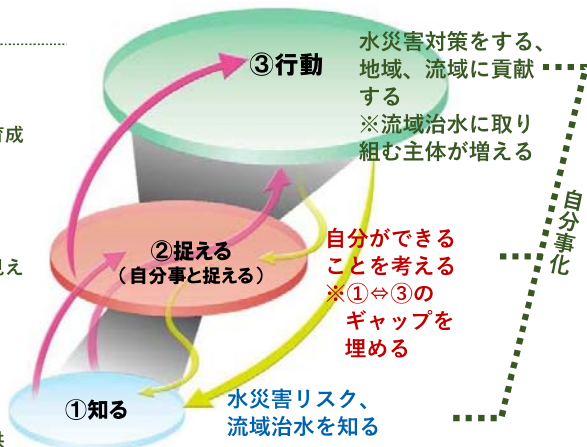 ③行動
水災害対策をする、
地域、流域に貢献
する
※流域治水に取り
組む主体が増える
育成
②捉える
（自分事と捉える）
自分ができる
ことを考える
※①⇔③の
ギャップを
埋める
自分事化
①知る
水災害リスク、
流域治水を知る